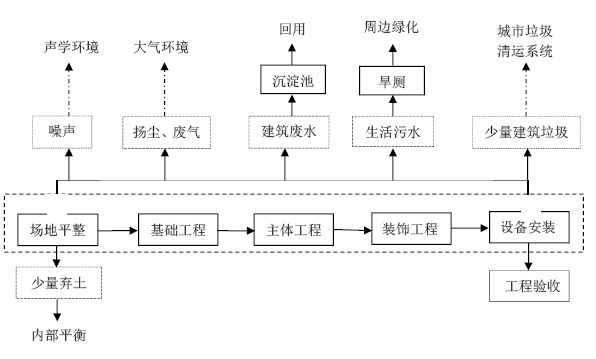 声学环境
大气环境
回用
周边绿化
城市垃圾
清运系统
沉淀池
旱厕
噪声
扬尘、废气
建筑废水
生活污水
少量建筑垃圾
场地平整
基础工程
主体工程
装饰工程
设备安装
少量弃土
工程验收
内部平衡